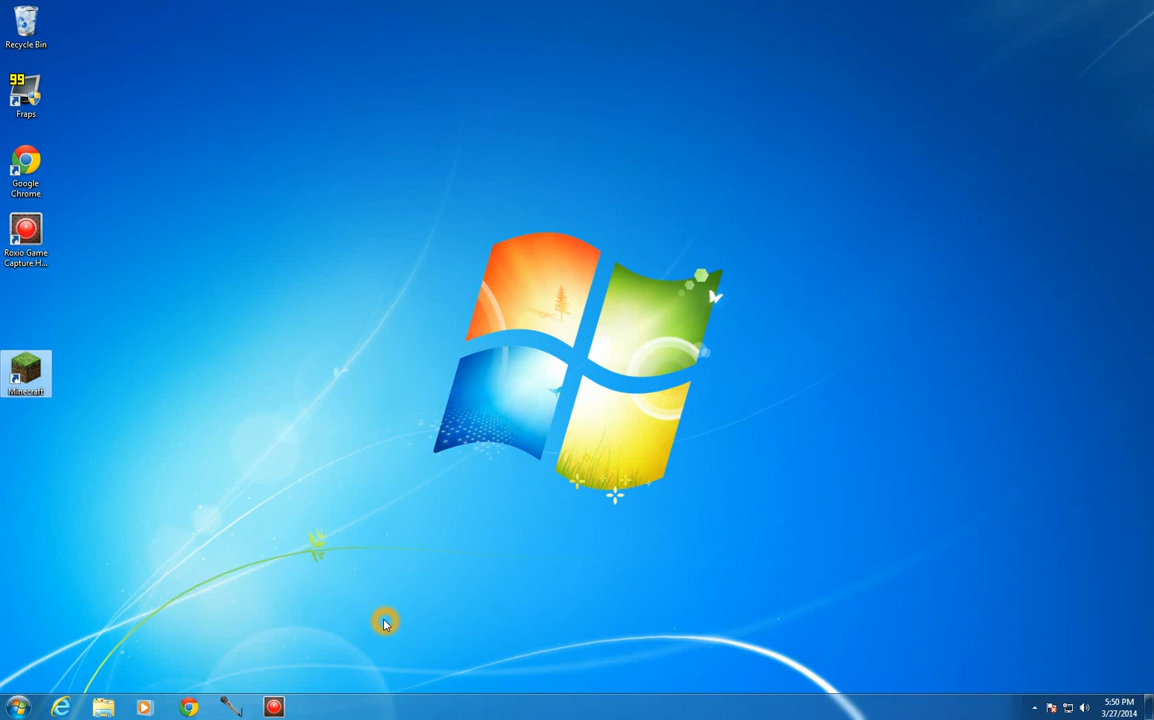 Recycle Bin
99
Fraps
Google
Chrome
Roxio Game
Capture H...
Minecraft
5:50 PM
3/27/2014